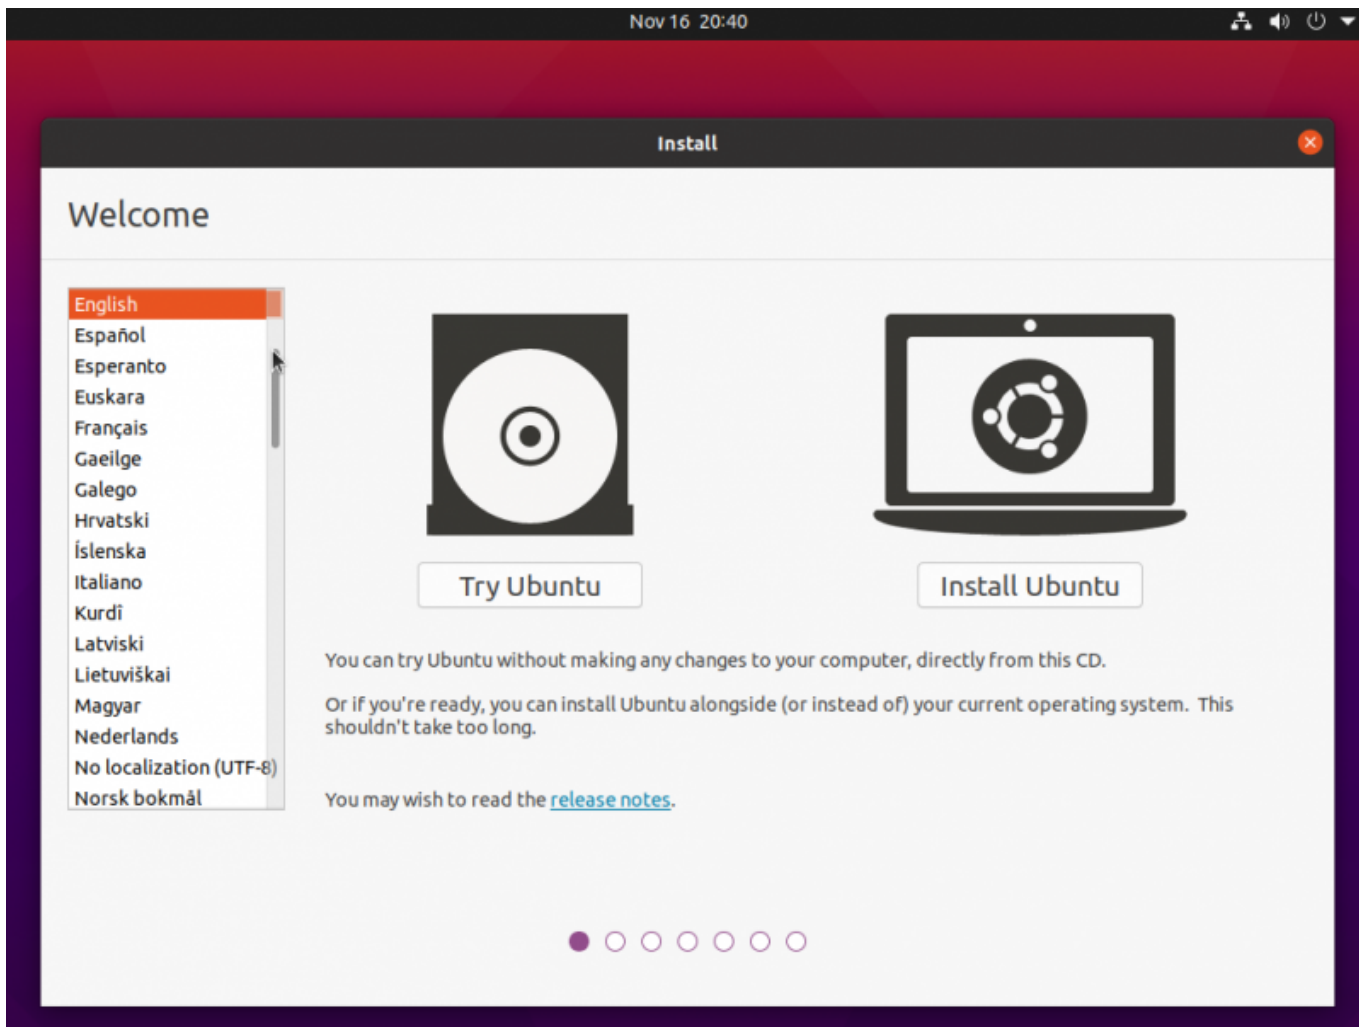 Nov 16  20:40
Install
Welcome
English
Español
Esperanto
Euskara
Français
Gaeilge
Galego
Hrvatski
Íslenska
Italiano
Kurdî
Latviski
Lietuviškai
Magyar
Nederlands
No localization (UTF-8)
Norsk bokmål
Try Ubuntu
Install Ubuntu
You can try Ubuntu without making any changes to your computer, directly from this CD.
Or if you're ready, you can install Ubuntu alongside (or instead of) your current operating system.  This
shouldn't take too long.
You may wish to read the release notes.